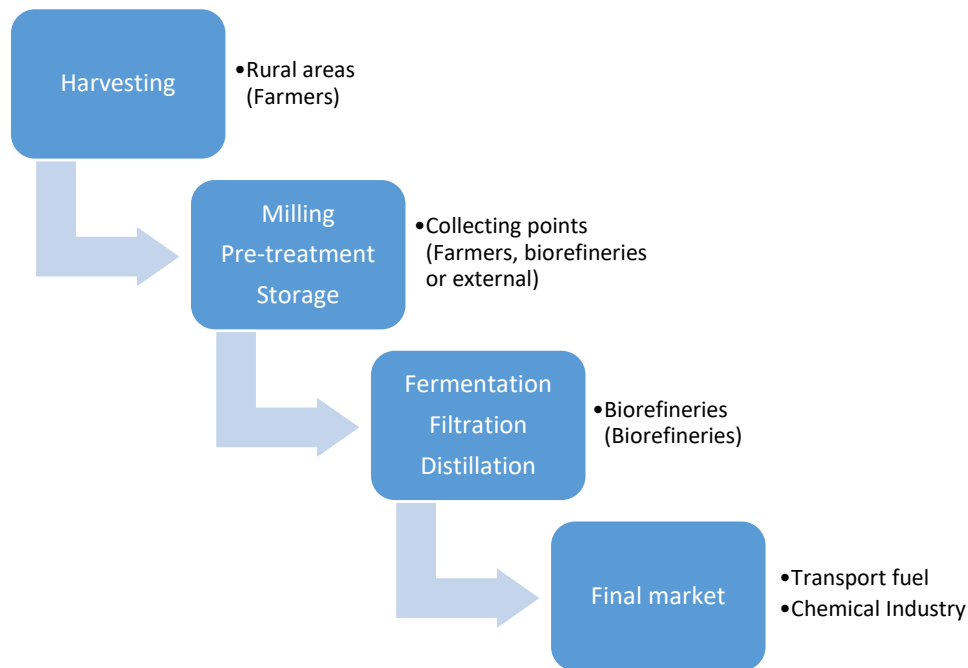 Harvesting
•Rural areas
(Farmers)
Milling
Pre-treatment
Storage
•Collecting points
(Farmers, biorefineries
or external)
Fermentation
Filtration
Distillation
•Biorefineries
(Biorefineries)
Final market
•Transport fuel
•Chemical Industry